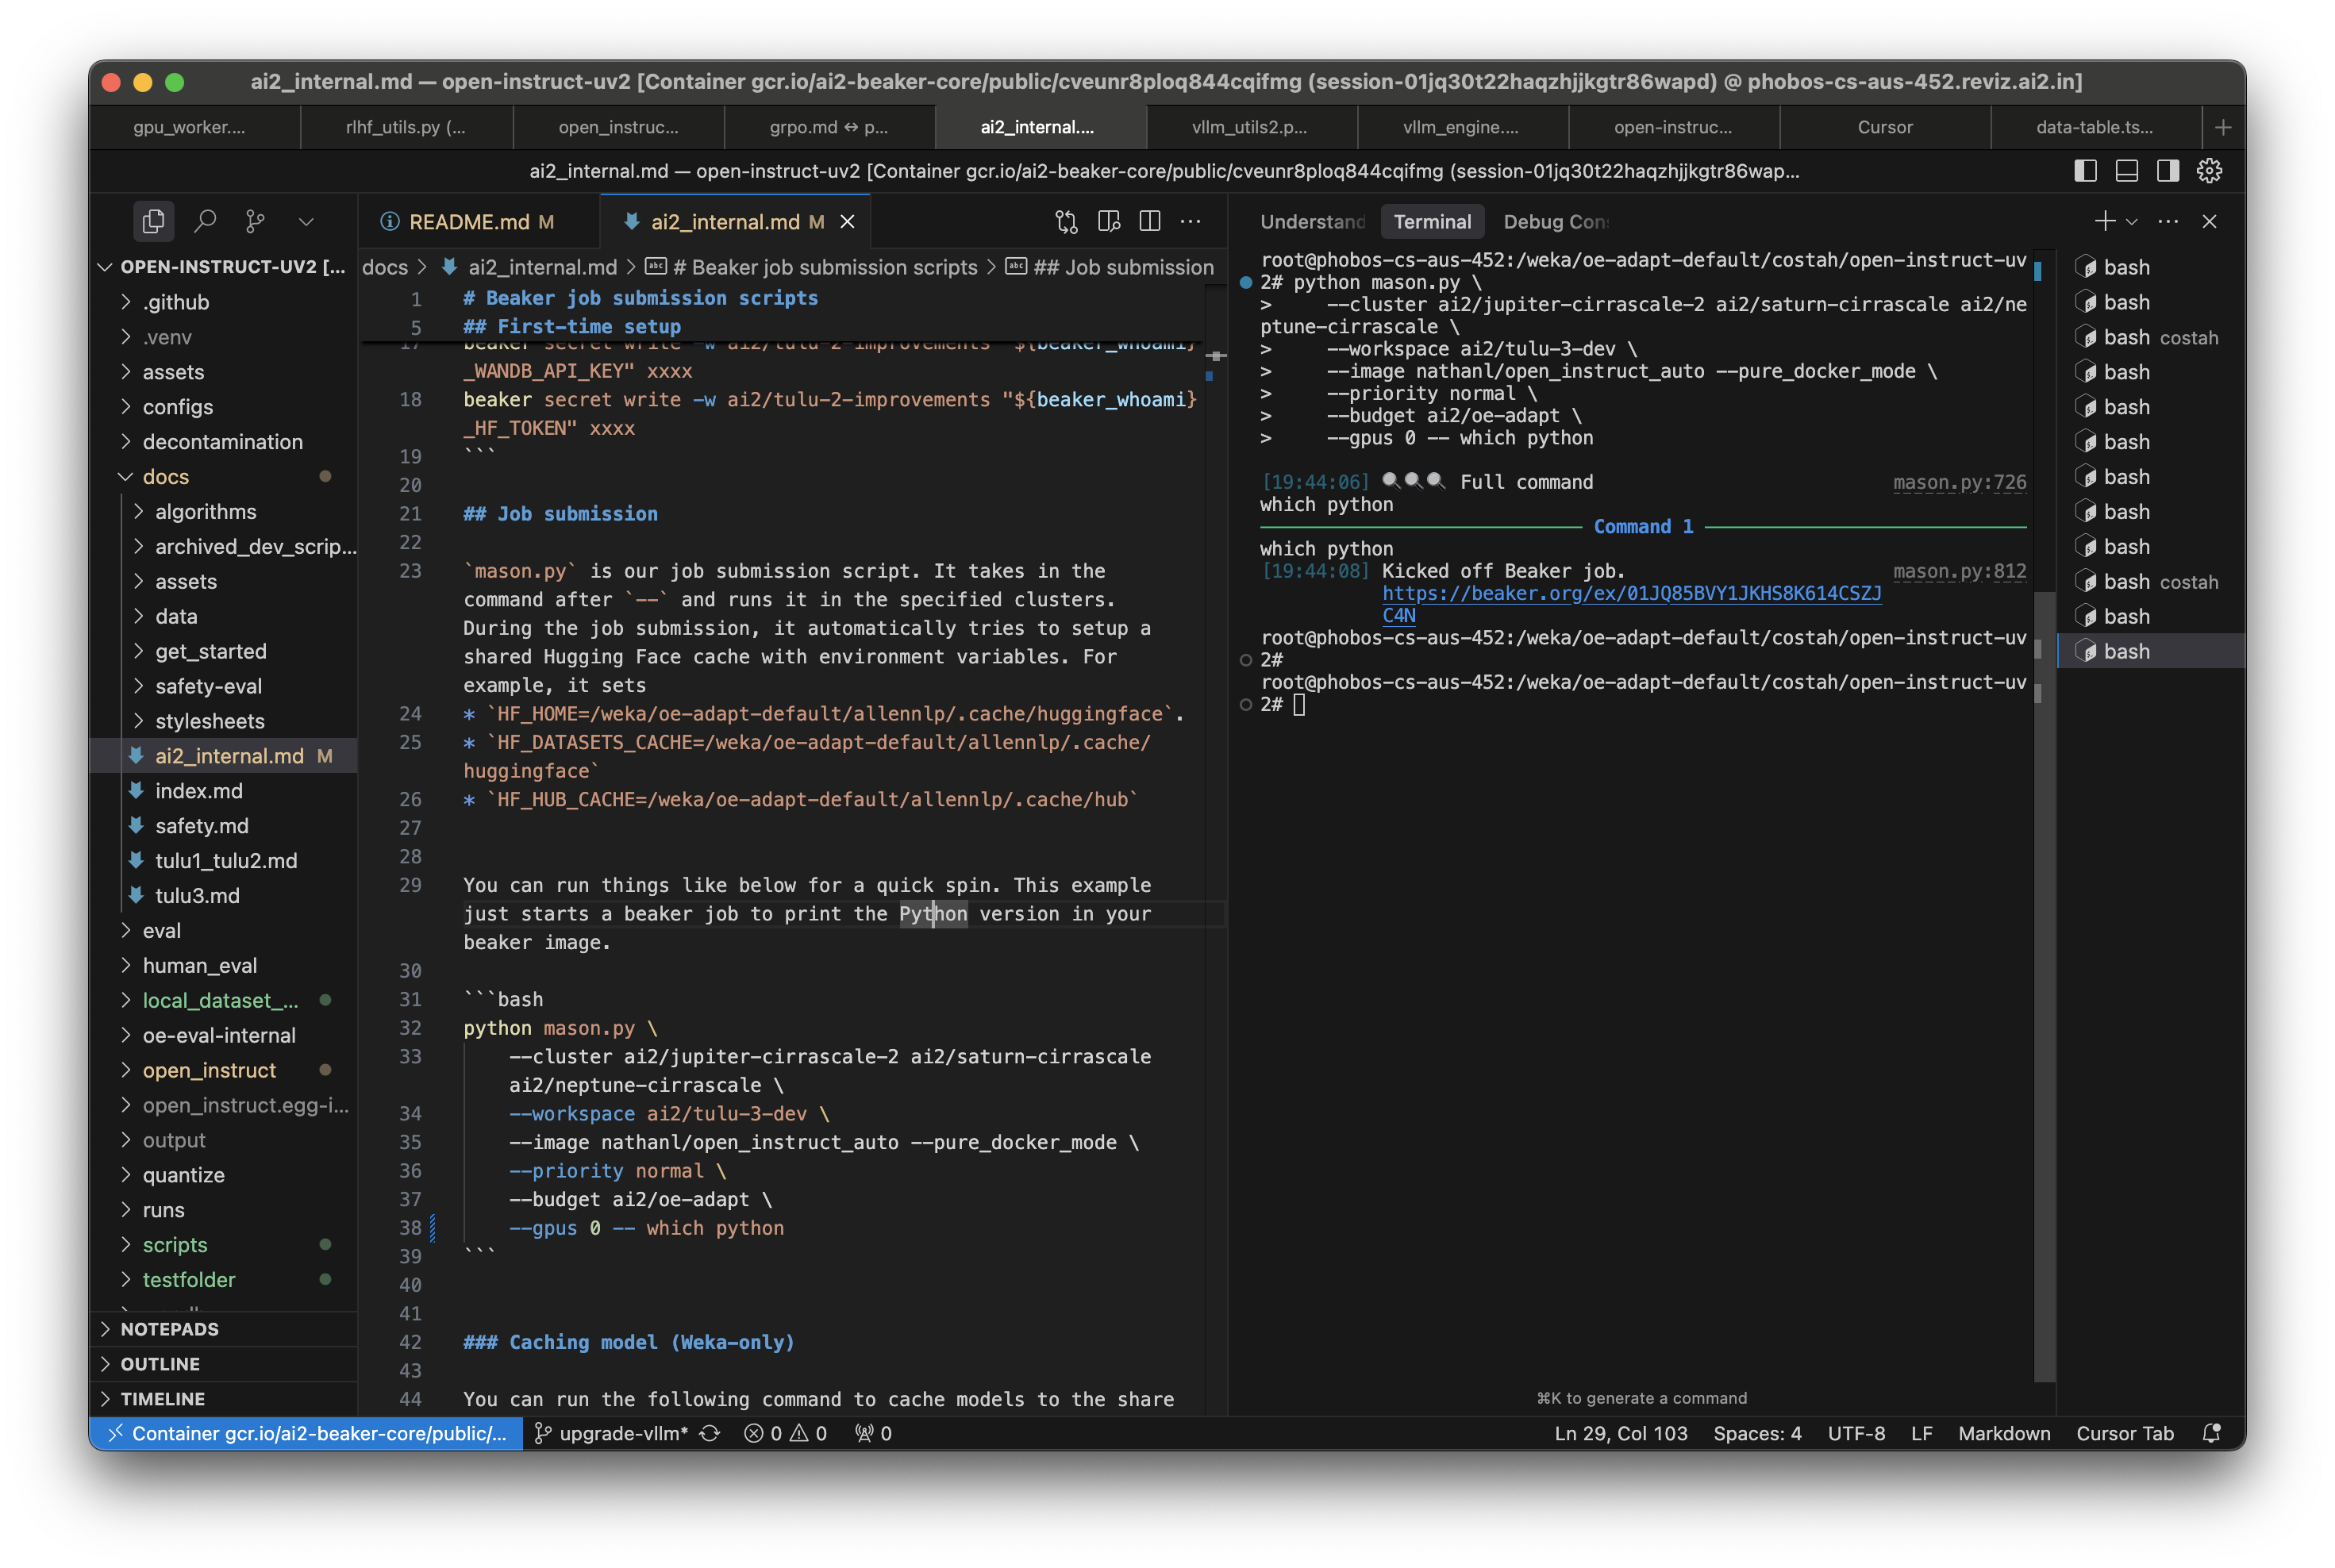 ai2_internal.md — open-instruct-uv2 [Container gcr.io/ai2-beaker-core/public/cveunr8ploq844cqifmg (session-01jq30t22haqzhjjkgtr86wapd) @ phobos-cs-aus-452.reviz.ai2.in]
gpu_worker.... rlhf_utils.py (... open_instruc... grpo.md ↔ p... ai2_internal.... vllm_utils2.p... vllm_engine.... open-instruc... Cursor data-table.ts...
ai2_internal.md — open-instruct-uv2 [Container gcr.io/ai2-beaker-core/public/cveunr8ploq844cqifmg (session-01jq30t22haqzhjjkgtr86wap...
OPEN-INSTRUCT-UV2 [...
.github
.venv
assets
configs
decontamination
docs
algorithms
archived_dev_scrip...
assets
data
get_started
safety-eval
stylesheets
ai2_internal.md M
index.md
safety.md
tulu1_tulu2.md
tulu3.md
eval
human_eval
local_dataset_...
oe-eval-internal
open_instruct
open_instruct.egg-i...
output
quantize
runs
scripts
testfolder
NOTEPADS
OUTLINE
TIMELINE
README.md M ai2_internal.md M
docs > ai2_internal.md > # Beaker job submission scripts > ## Job submission
1 # Beaker job submission scripts
5 ## First-time setup
17 beaker secret write -w ai2/tulu-2-improvements "${beaker_whoami}
_WANDB_API_KEY" xxxx
18 beaker secret write -w ai2/tulu-2-improvements "${beaker_whoami}
_HF_TOKEN" xxxx
19 ```
20
21 ## Job submission
22
23 `mason.py` is our job submission script. It takes in the
command after `--` and runs it in the specified clusters.
During the job submission, it automatically tries to setup a
shared Hugging Face cache with environment variables. For
example, it sets
24 * `HF_HOME=/weka/oe-adapt-default/allennlp/.cache/huggingface`.
25 * `HF_DATASETS_CACHE=/weka/oe-adapt-default/allennlp/.cache/
huggingface`
26 * `HF_HUB_CACHE=/weka/oe-adapt-default/allennlp/.cache/hub`
27
28
29 You can run things like below for a quick spin. This example
just starts a beaker job to print the Python version in your
beaker image.
30
31 ```bash
32 python mason.py \
33 --cluster ai2/jupiter-cirrascale-2 ai2/saturn-cirrascale
ai2/neptune-cirrascale \
34 --workspace ai2/tulu-3-dev \
35 --image nathanl/open_instruct_auto --pure_docker_mode \
36 --priority normal \
37 --budget ai2/oe-adapt \
38 --gpus 0 -- which python
39 ```
40
41
42 ### Caching model (Weka-only)
43
44 You can run the following command to cache models to the share
Understand Terminal Debug Con
root@phobos-cs-aus-452:/weka/oe-adapt-default/costah/open-instruct-uv
2# python mason.py \
> --cluster ai2/jupiter-cirrascale-2 ai2/saturn-cirrascale ai2/ne
ptune-cirrascale \
> --workspace ai2/tulu-3-dev \
> --image nathanl/open_instruct_auto --pure_docker_mode \
> --priority normal \
> --budget ai2/oe-adapt \
> --gpus 0 -- which python
[19:44:06] 🔍🔍🔍 Full command mason.py:726
which python
Command 1
which python
[19:44:08] Kicked off Beaker job. mason.py:812
https://beaker.org/ex/01JQ85BVY1JKHS8K614CSZJ
C4N
root@phobos-cs-aus-452:/weka/oe-adapt-default/costah/open-instruct-uv
2#
root@phobos-cs-aus-452:/weka/oe-adapt-default/costah/open-instruct-uv
2#
⌘K to generate a command
bash
bash
bash costah
bash
bash
bash
bash
bash
bash
bash costah
bash
bash
Container gcr.io/ai2-beaker-core/public/... upgrade-vllm* 0 0 0 Ln 29, Col 103 Spaces: 4 UTF-8 LF Markdown Cursor Tab